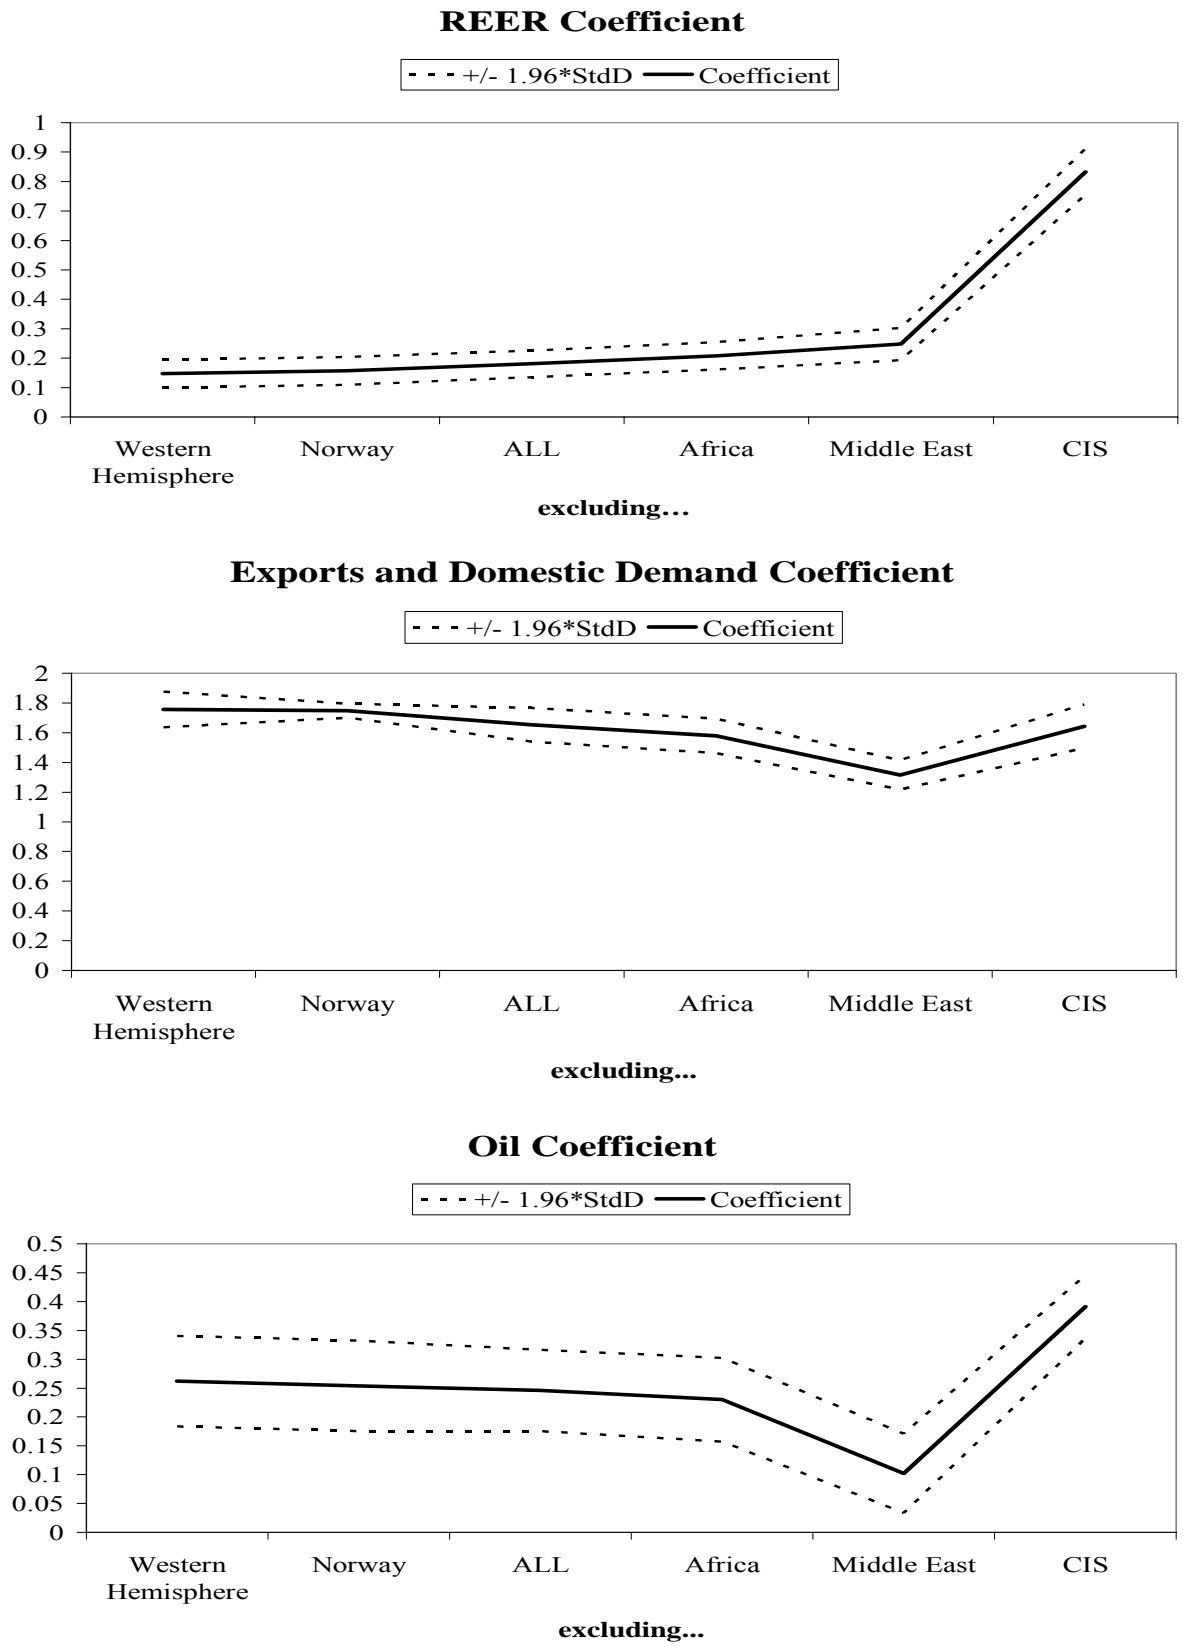 REER Coefficient
+/- 1.96*StdD Coefficient
1
0.9
0.8
0.7
0.6
0.5
0.4
0.3
0.2
0.1
0
Western Hemisphere Norway ALL Africa Middle East CIS
excluding…
Exports and Domestic Demand Coefficient
+/- 1.96*StdD Coefficient
2
1.8
1.6
1.4
1.2
1
0.8
0.6
0.4
0.2
0
Western Hemisphere Norway ALL Africa Middle East CIS
excluding...
Oil Coefficient
+/- 1.96*StdD Coefficient
0.5
0.45
0.4
0.35
0.3
0.25
0.2
0.15
0.1
0.05
0
Western Hemisphere Norway ALL Africa Middle East CIS
excluding...